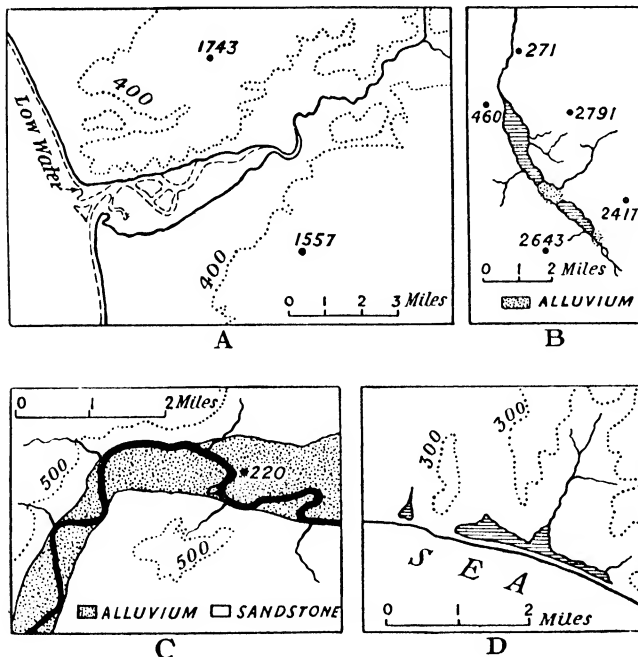 1743
400
Low Water
1557
400
0 1 2 3 Miles
A
271
460
2791
2417
2643
0 1 2 Miles
ALLUVIUM
B
0 1 2 Miles
500
220
500
ALLUVIUM SANDSTONE
C
300
300
SEA
0 1 2
Miles
D